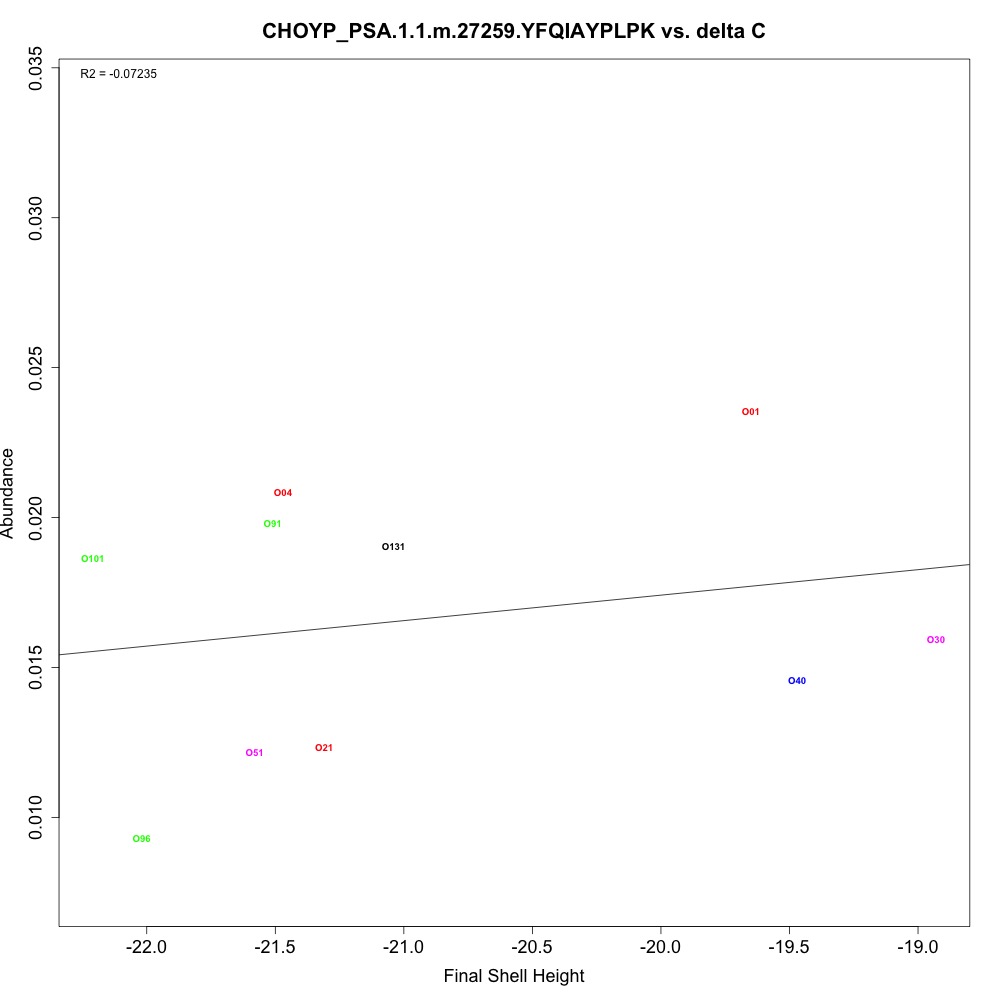 CHOYP_PSA.1.1.m.27259.YFQIAYPLPK vs. delta C
R2 = -0.07235
0.035
0.030
0.025
0.020
0.015
0.010
Abundance
O01
O04
O91
O131
O101
O30
O40
O21
O51
O96
-22.0 -21.5 -21.0 -20.5 -20.0 -19.5 -19.0
Final Shell Height